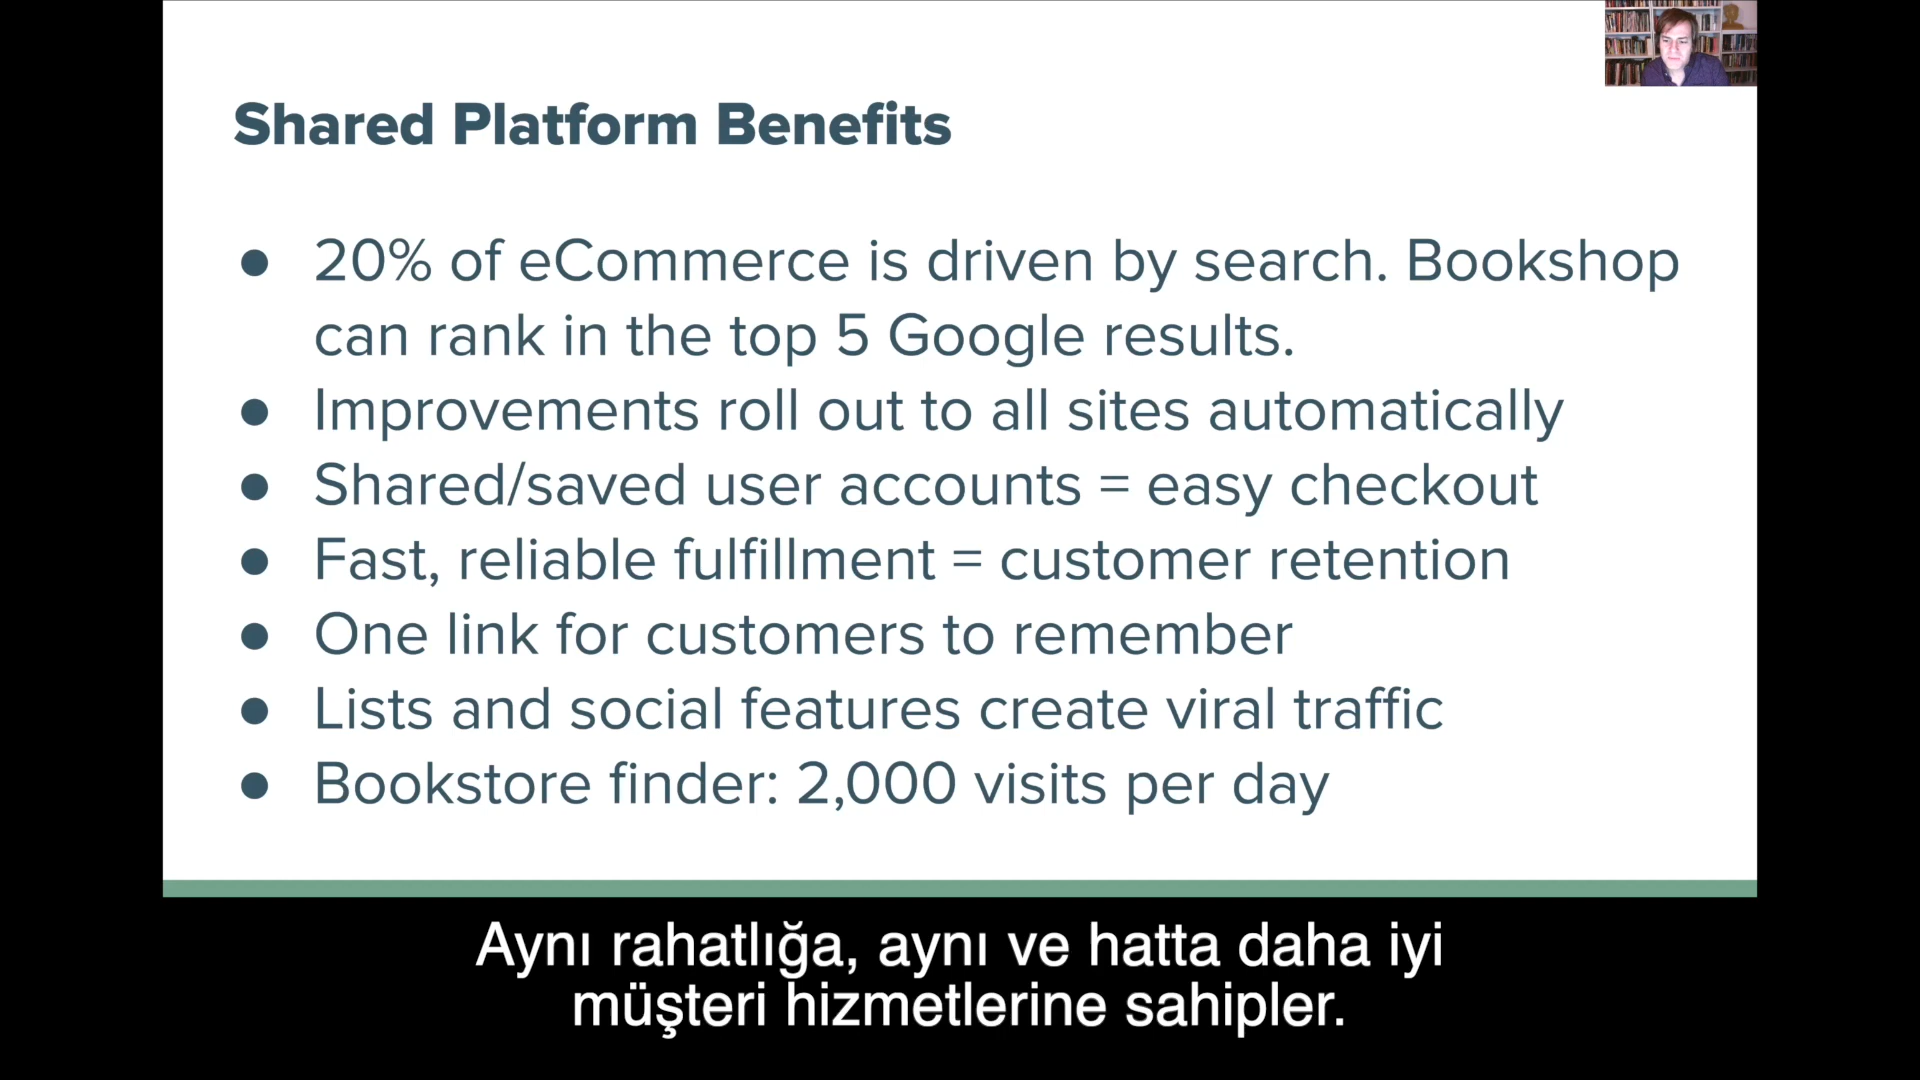 Shared Platform Benefits
● 20% of eCommerce is driven by search. Bookshop
can rank in the top 5 Google results.
● Improvements roll out to all sites automatically
● Shared/saved user accounts = easy checkout
● Fast, reliable fulfillment = customer retention
● One link for customers to remember
● Lists and social features create viral traffic
● Bookstore finder: 2,000 visits per day
Aynı rahatlığa, aynı ve hatta daha iyi
müşteri hizmetlerine sahipler.